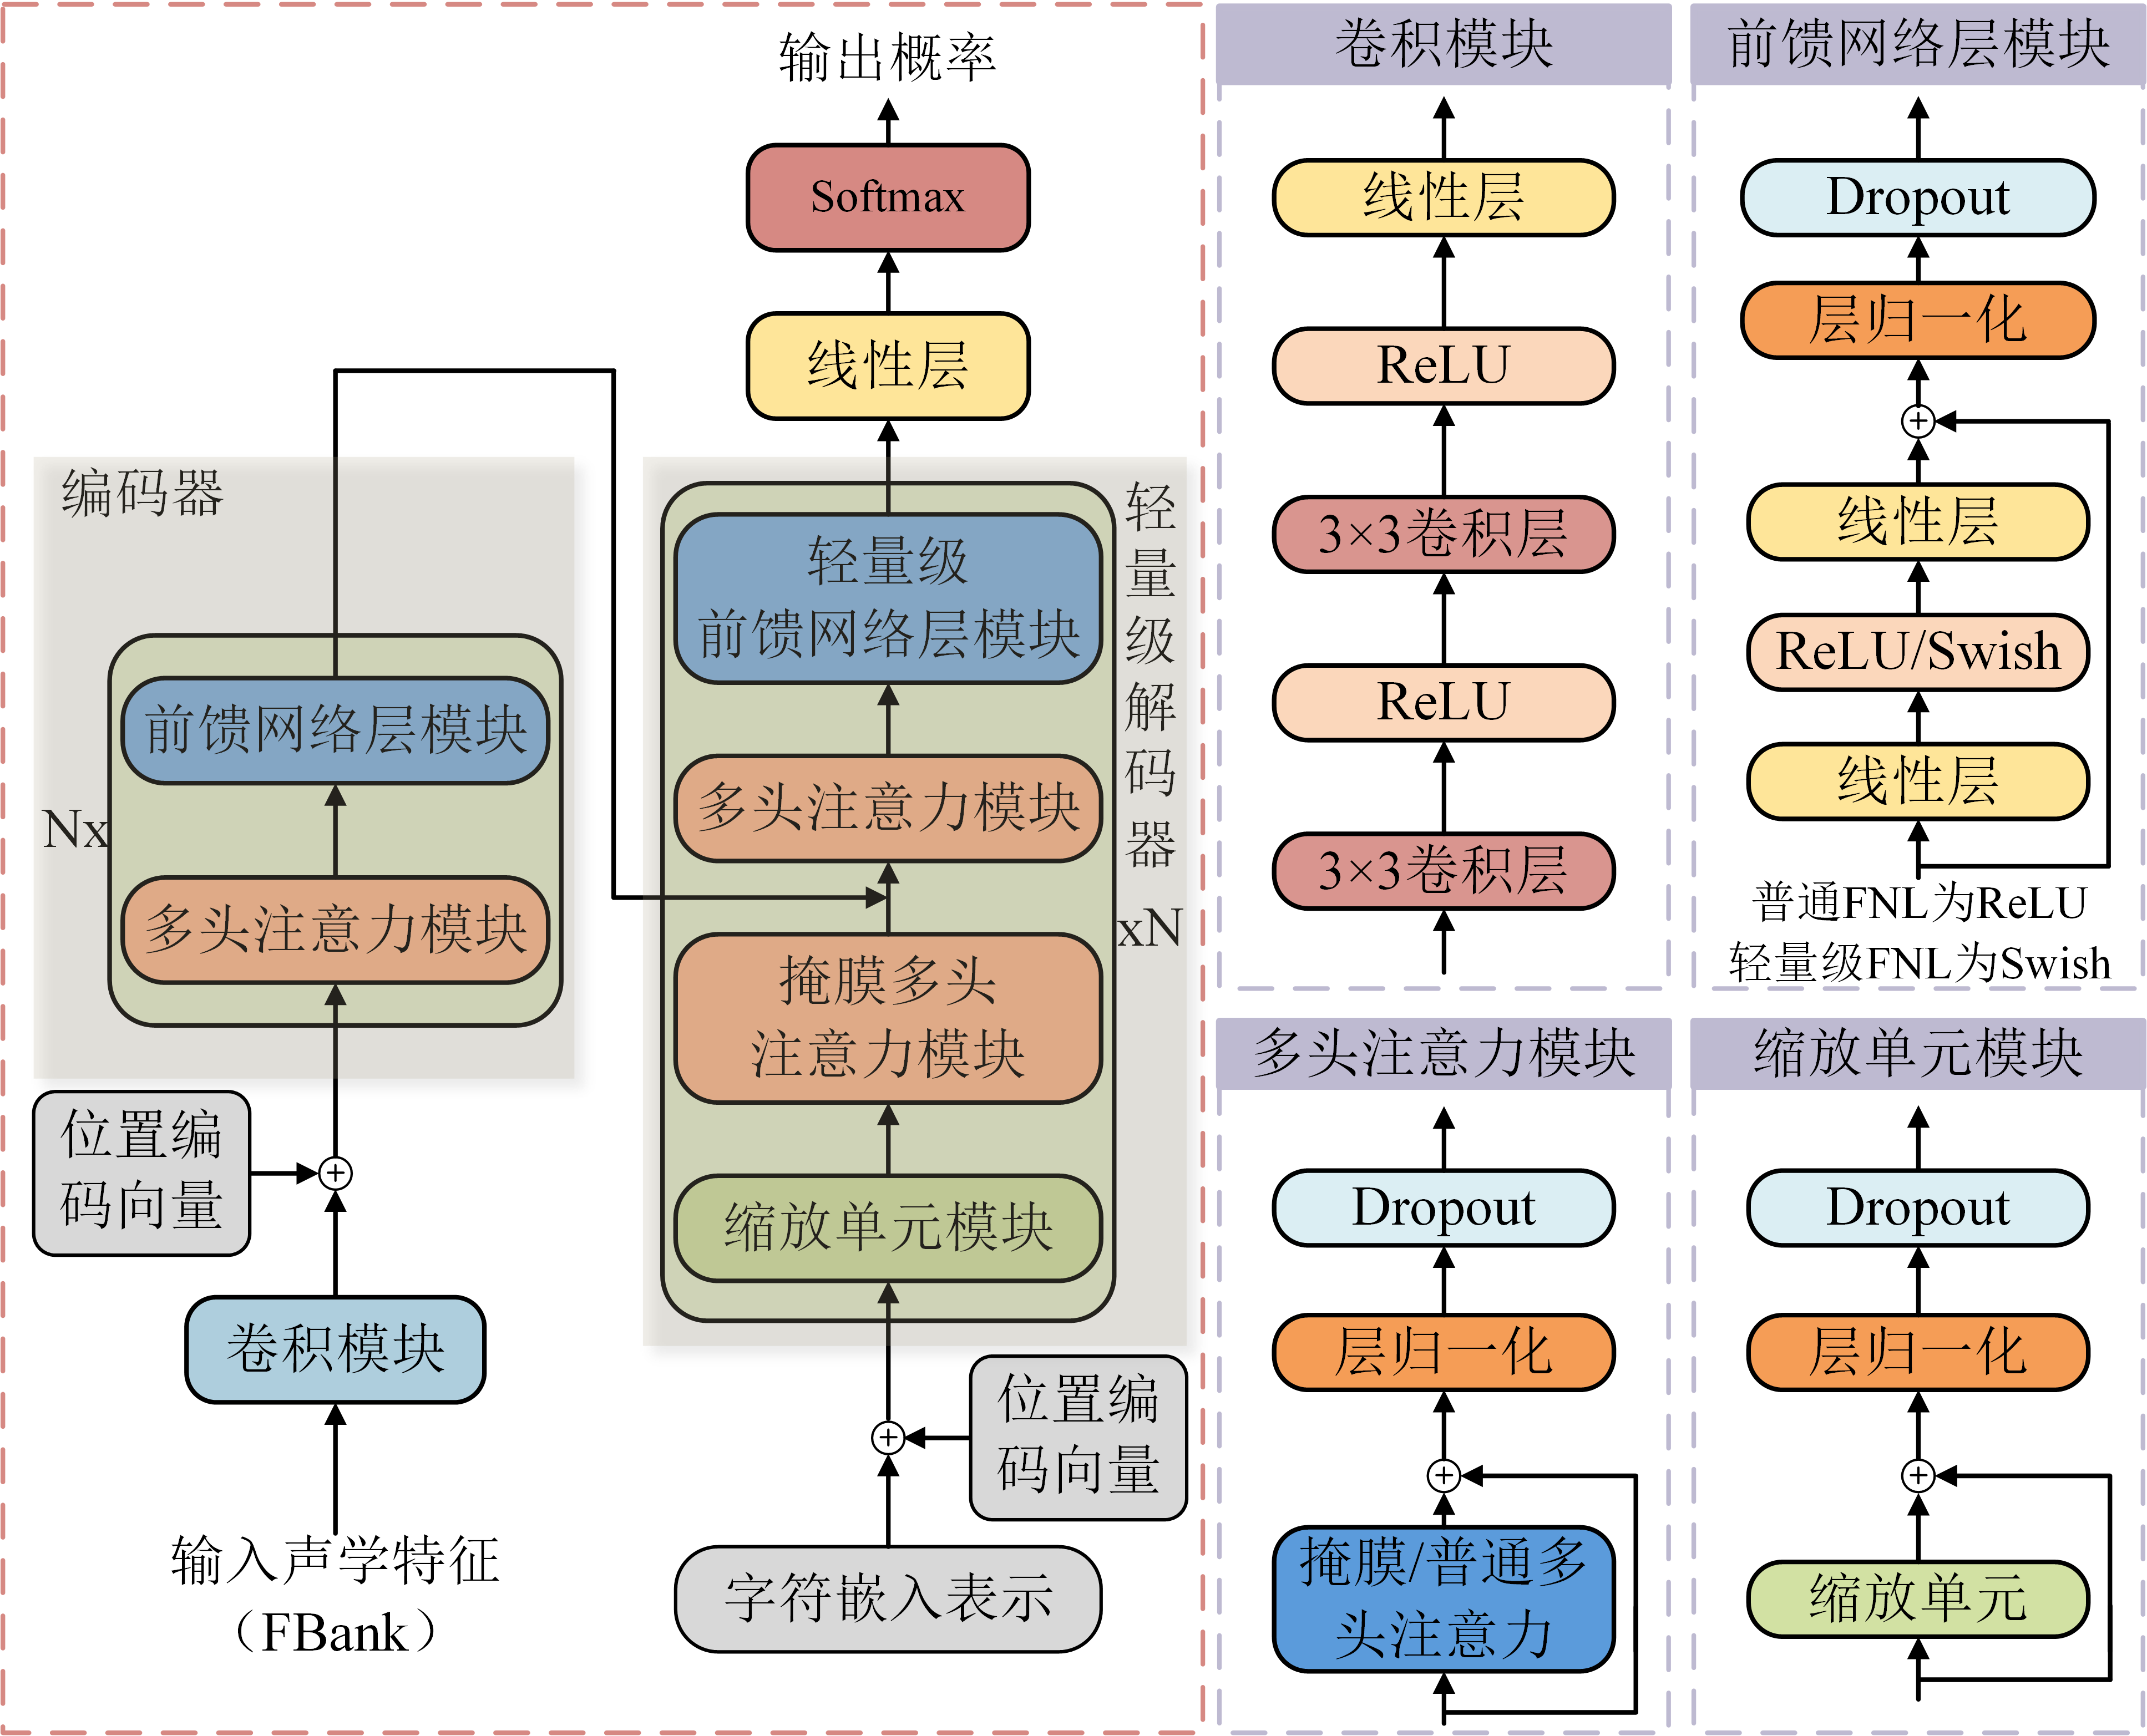 输出概率
Softmax
线性层
编码器
前馈网络层模块
Nx
多头注意力模块
位置编
码向量
卷积模块
输入声学特征
（FBank）
轻量级解码器
xN
轻量级
前馈网络层模块
多头注意力模块
掩膜多头
注意力模块
缩放单元模块
位置编
码向量
字符嵌入表示
卷积模块
线性层
ReLU
3×3卷积层
ReLU
3×3卷积层
前馈网络层模块
Dropout
层归一化
线性层
ReLU/Swish
线性层
普通FNL为ReLU
轻量级FNL为Swish
多头注意力模块
Dropout
层归一化
掩膜/普通多
头注意力
缩放单元模块
Dropout
层归一化
缩放单元